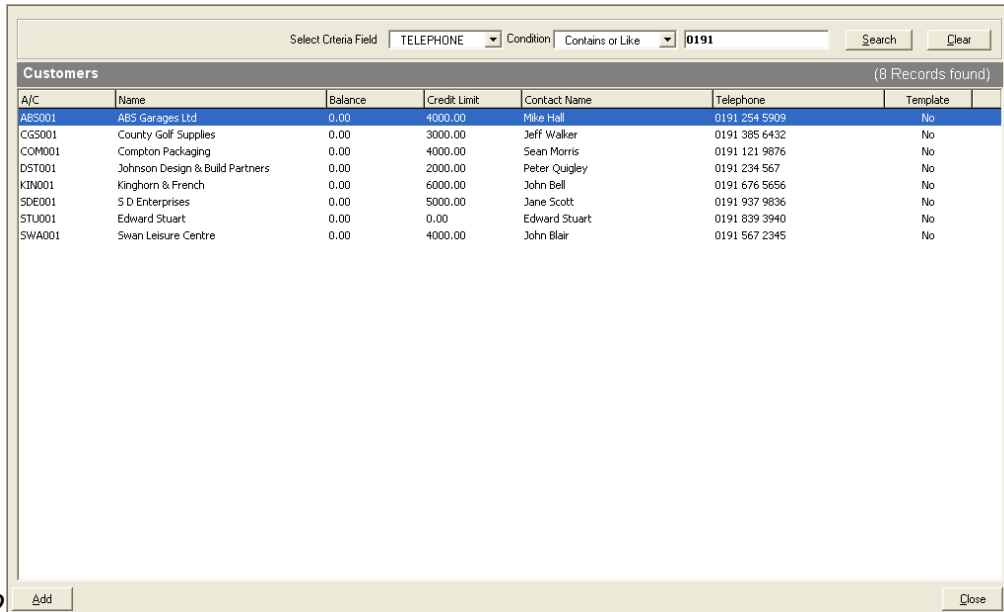 Select Criteria Field TELEPHONE Condition Contains or Like 0191 Search Clear
Customers (8 Records found)
A/C Name Balance Credit Limit Contact Name Telephone Template
ABS001 ABS Garages Ltd 0.00 4000.00 Mike Hall 0191 254 5909 No
CGS001 County Golf Supplies 0.00 3000.00 Jeff Walker 0191 385 6432 No
COM001 Compton Packaging 0.00 4000.00 Sean Morris 0191 121 9876 No
DST001 Johnson Design & Build Partners 0.00 2000.00 Peter Quigley 0191 234 567 No
KIN001 Kinghorn & French 0.00 6000.00 John Bell 0191 676 5656 No
SDE001 S D Enterprises 0.00 5000.00 Jane Scott 0191 937 9836 No
STU001 Edward Stuart 0.00 0.00 Edward Stuart 0191 839 3940 No
SWA001 Swan Leisure Centre 0.00 4000.00 John Blair 0191 567 2345 No
Add Close